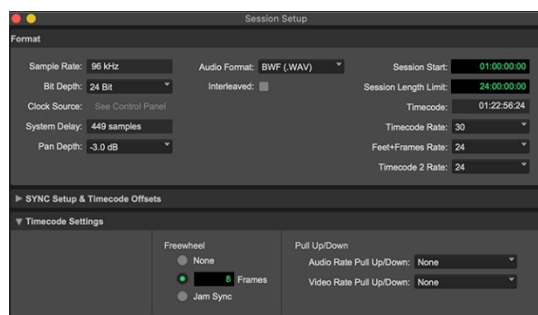 Session Setup
Format
Sample Rate: 96 kHz
Bit Depth: 24 Bit
Clock Source: See Control Panel
System Delay: 449 samples
Pan Depth: -3.0 dB
Audio Format: BWF (.WAV)
Interleaved:
Session Start: 01:00:00:00
Session Length Limit: 24:00:00:00
Timecode: 01:22:56:24
Timecode Rate: 30
Feet+Frames Rate: 24
Timecode 2 Rate: 24
SYNC Setup & Timecode Offsets
Timecode Settings
Freewheel
None
8 Frames
Jam Sync
Pull Up/Down
Audio Rate Pull Up/Down: None
Video Rate Pull Up/Down: None